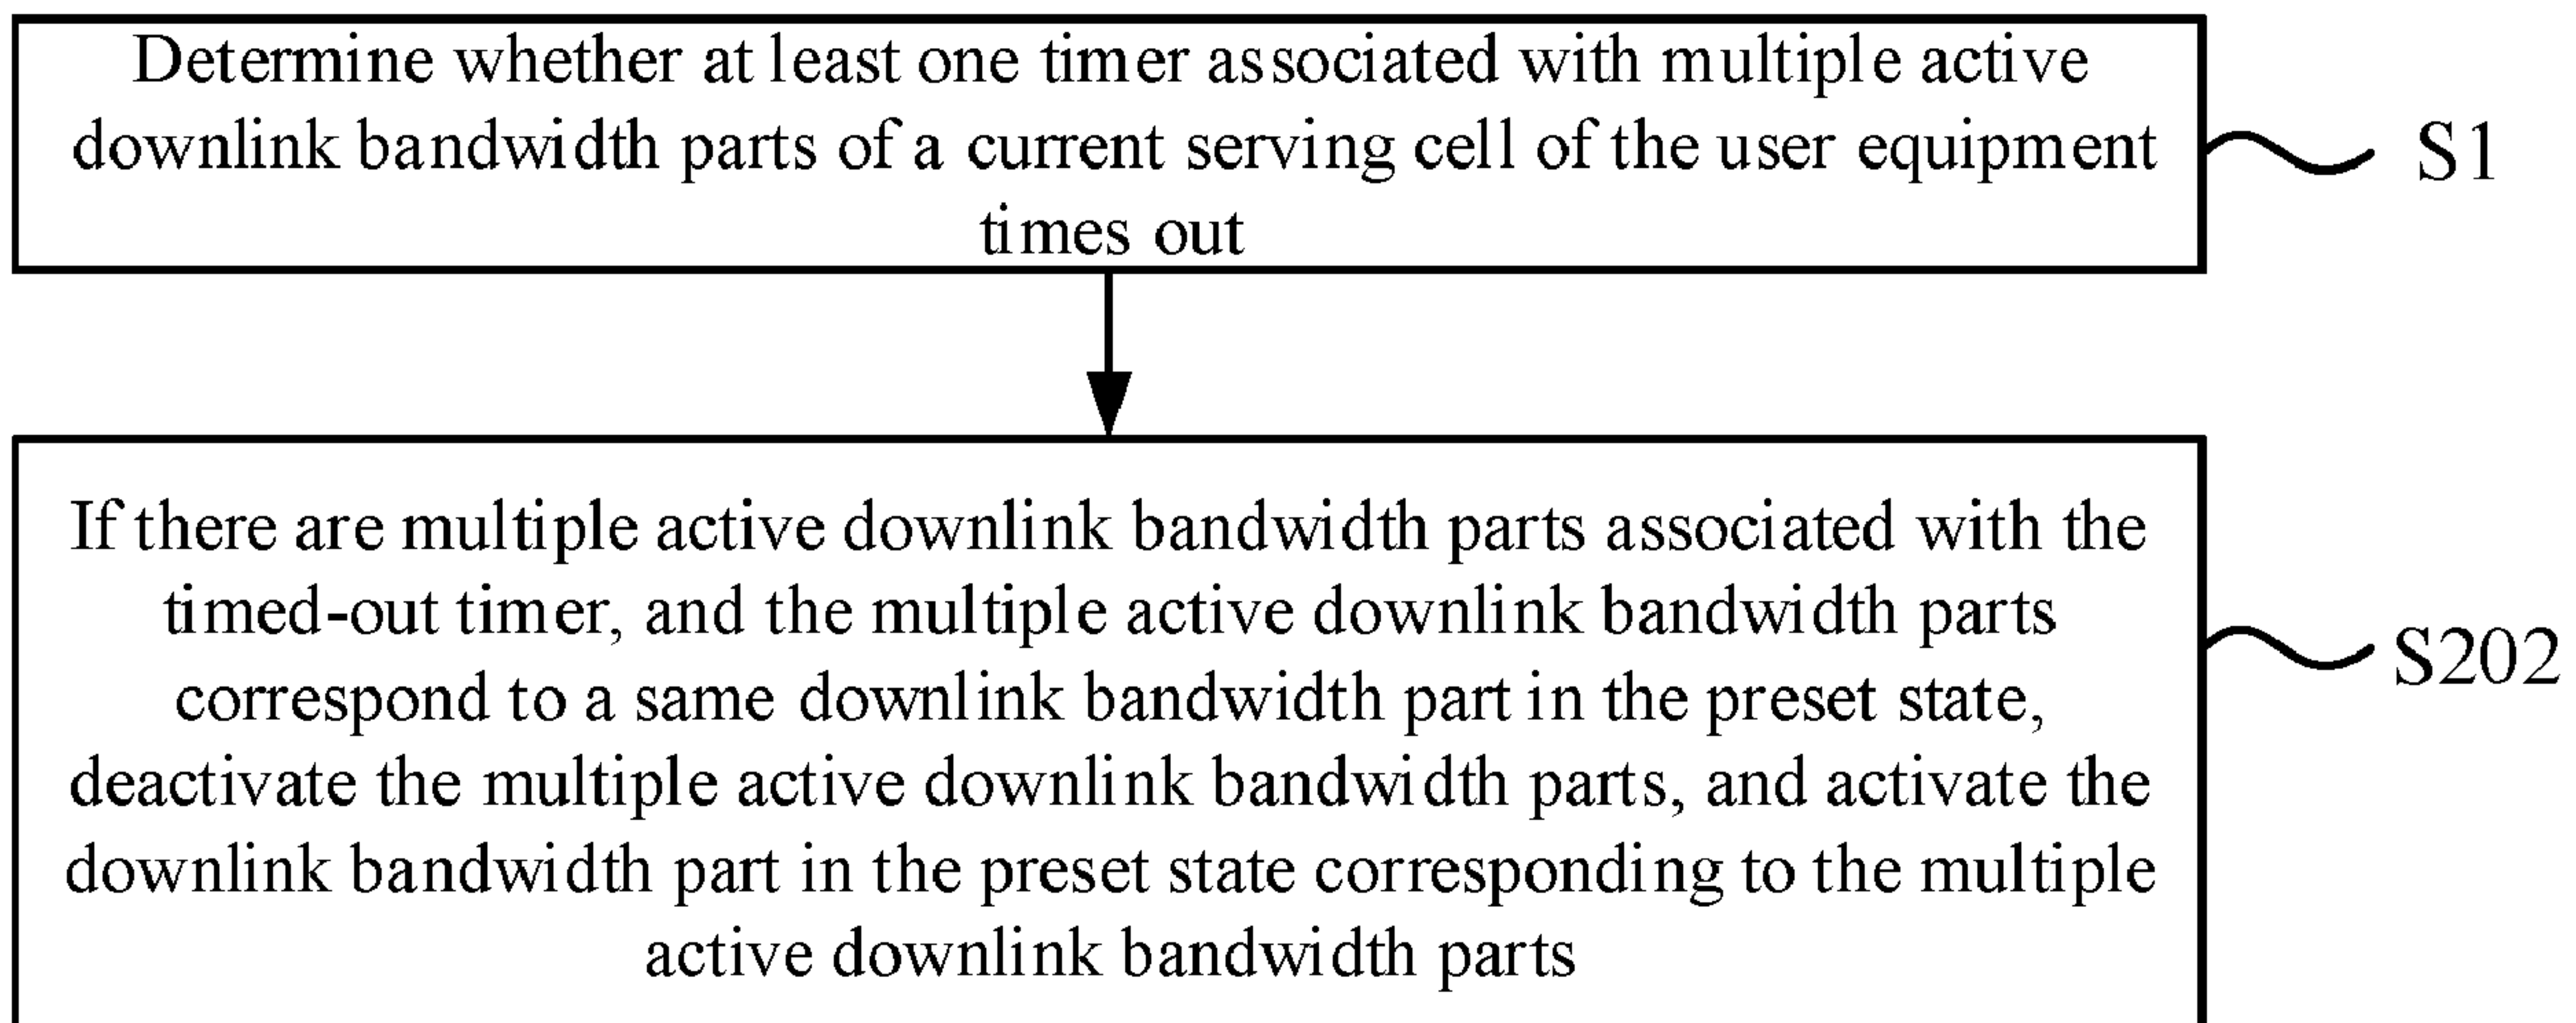 Determine whether at least one timer associated with multiple active
downlink bandwidth parts of a current serving cell of the user equipment
times out
S1
If there are multiple active downlink bandwidth parts associated with the
timed-out timer, and the multiple active downlink bandwidth parts
correspond to a same downlink bandwidth part in the preset state,
deactivate the multiple active downlink bandwidth parts, and activate the
downlink bandwidth part in the preset state corresponding to the multiple
active downlink bandwidth parts
S202